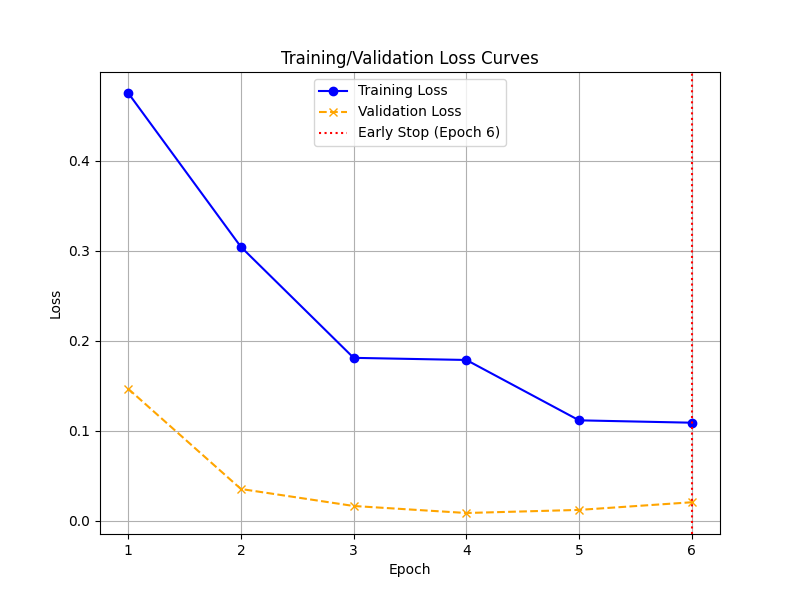 Training/Validation Loss Curves
Training Loss
Validation Loss
Early Stop (Epoch 6)
0.4
0.3
0.2
0.1
0.0
Loss
1 2 3 4 5 6
Epoch